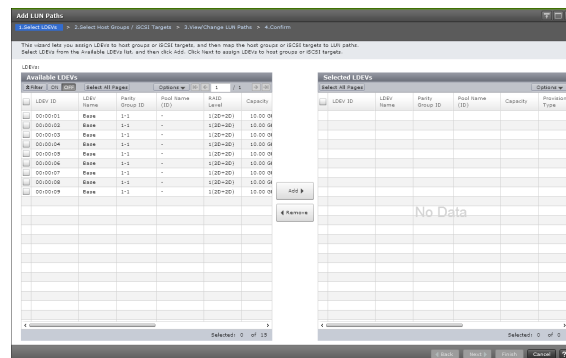 Add LUN Paths
1.Select LDEVs > 2.Select Host Groups / iSCSI Targets > 3.View/Change LUN Paths > 4.Confirm
This wizard lets you assign LDEVs to host groups or iSCSI targets, and then map the host groups or iSCSI targets to LUN paths.
Select LDEVs from the Available LDEVs list, and then click Add. Click Next to assign LDEVs to host groups or iSCSI targets.
LDEVs:
Available LDEVs
Filter ON OFF Select All Pages Options 1 / 1
LDEV ID LDEV Name Parity Group ID Pool Name (ID) RAID Level Capacity
00:00:01 Base 1-1 - 1(2D+2D) 10.00 GB
00:00:02 Base 1-1 - 1(2D+2D) 10.00 GB
00:00:03 Base 1-1 - 1(2D+2D) 10.00 GB
00:00:04 Base 1-1 - 1(2D+2D) 10.00 GB
00:00:05 Base 1-1 - 1(2D+2D) 10.00 GB
00:00:06 Base 1-1 - 1(2D+2D) 10.00 GB
00:00:07 Base 1-1 - 1(2D+2D) 10.00 GB
00:00:08 Base 1-1 - 1(2D+2D) 10.00 GB
00:00:09 Base 1-1 - 1(2D+2D) 10.00 GB
Selected: 0 of 15
Add
Remove
Selected LDEVs
Select All Pages Options
LDEV ID LDEV Name Parity Group ID Pool Name (ID) Capacity Provision Type
No Data
Selected: 0 of 0
Back Next Finish Cancel ?